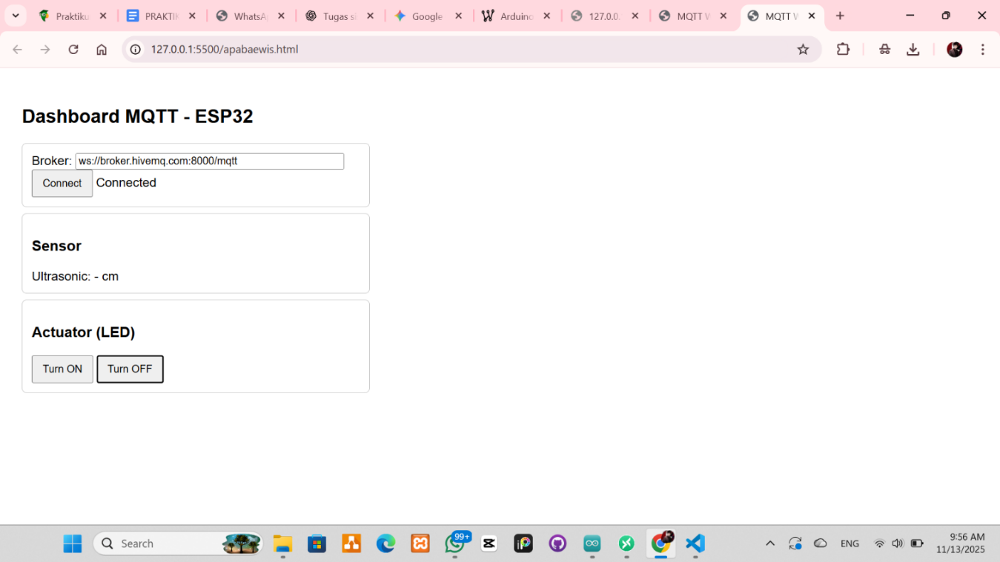 Praktiku
PRAKTIK
WhatsA
Tugas si
Google
Arduino
127.0.0.
MQTT W
MQTT W
127.0.0.1:5500/apabaewis.html
Dashboard MQTT - ESP32
Broker: ws://broker.hivemq.com:8000/mqtt
Connect Connected
Sensor
Ultrasonic: - cm
Actuator (LED)
Turn ON Turn OFF
Search
99+
ENG
9:56 AM
11/13/2025